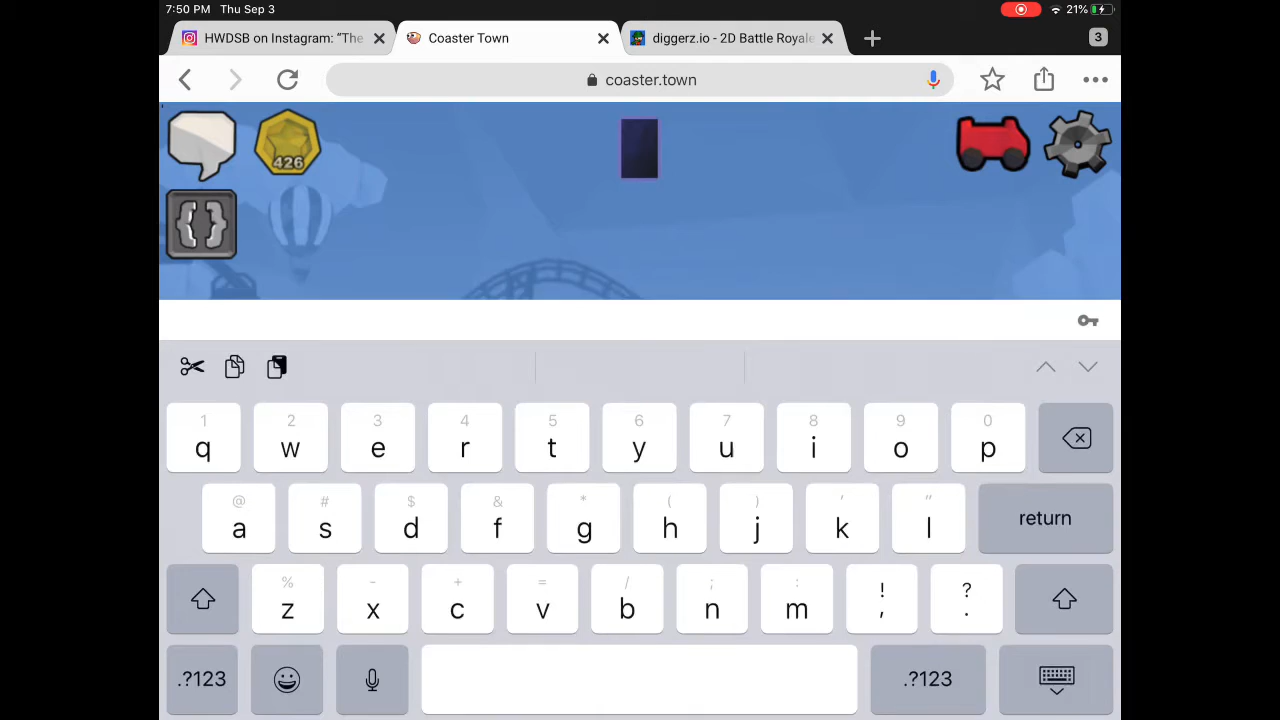 7:50 PM Thu Sep 3 21%
HWDSB on Instagram: “The Coaster Town diggerz.io - 2D Battle Royale 3
coaster.town
426
{ }
1 2 3 4 5 6 7 8 9 0
q w e r t y u i o p
@ # $ & * ( ) ' "
a s d f g h j k l return
% - + = / ; : ! ?
z x c v b n m , .
.?123 .?123